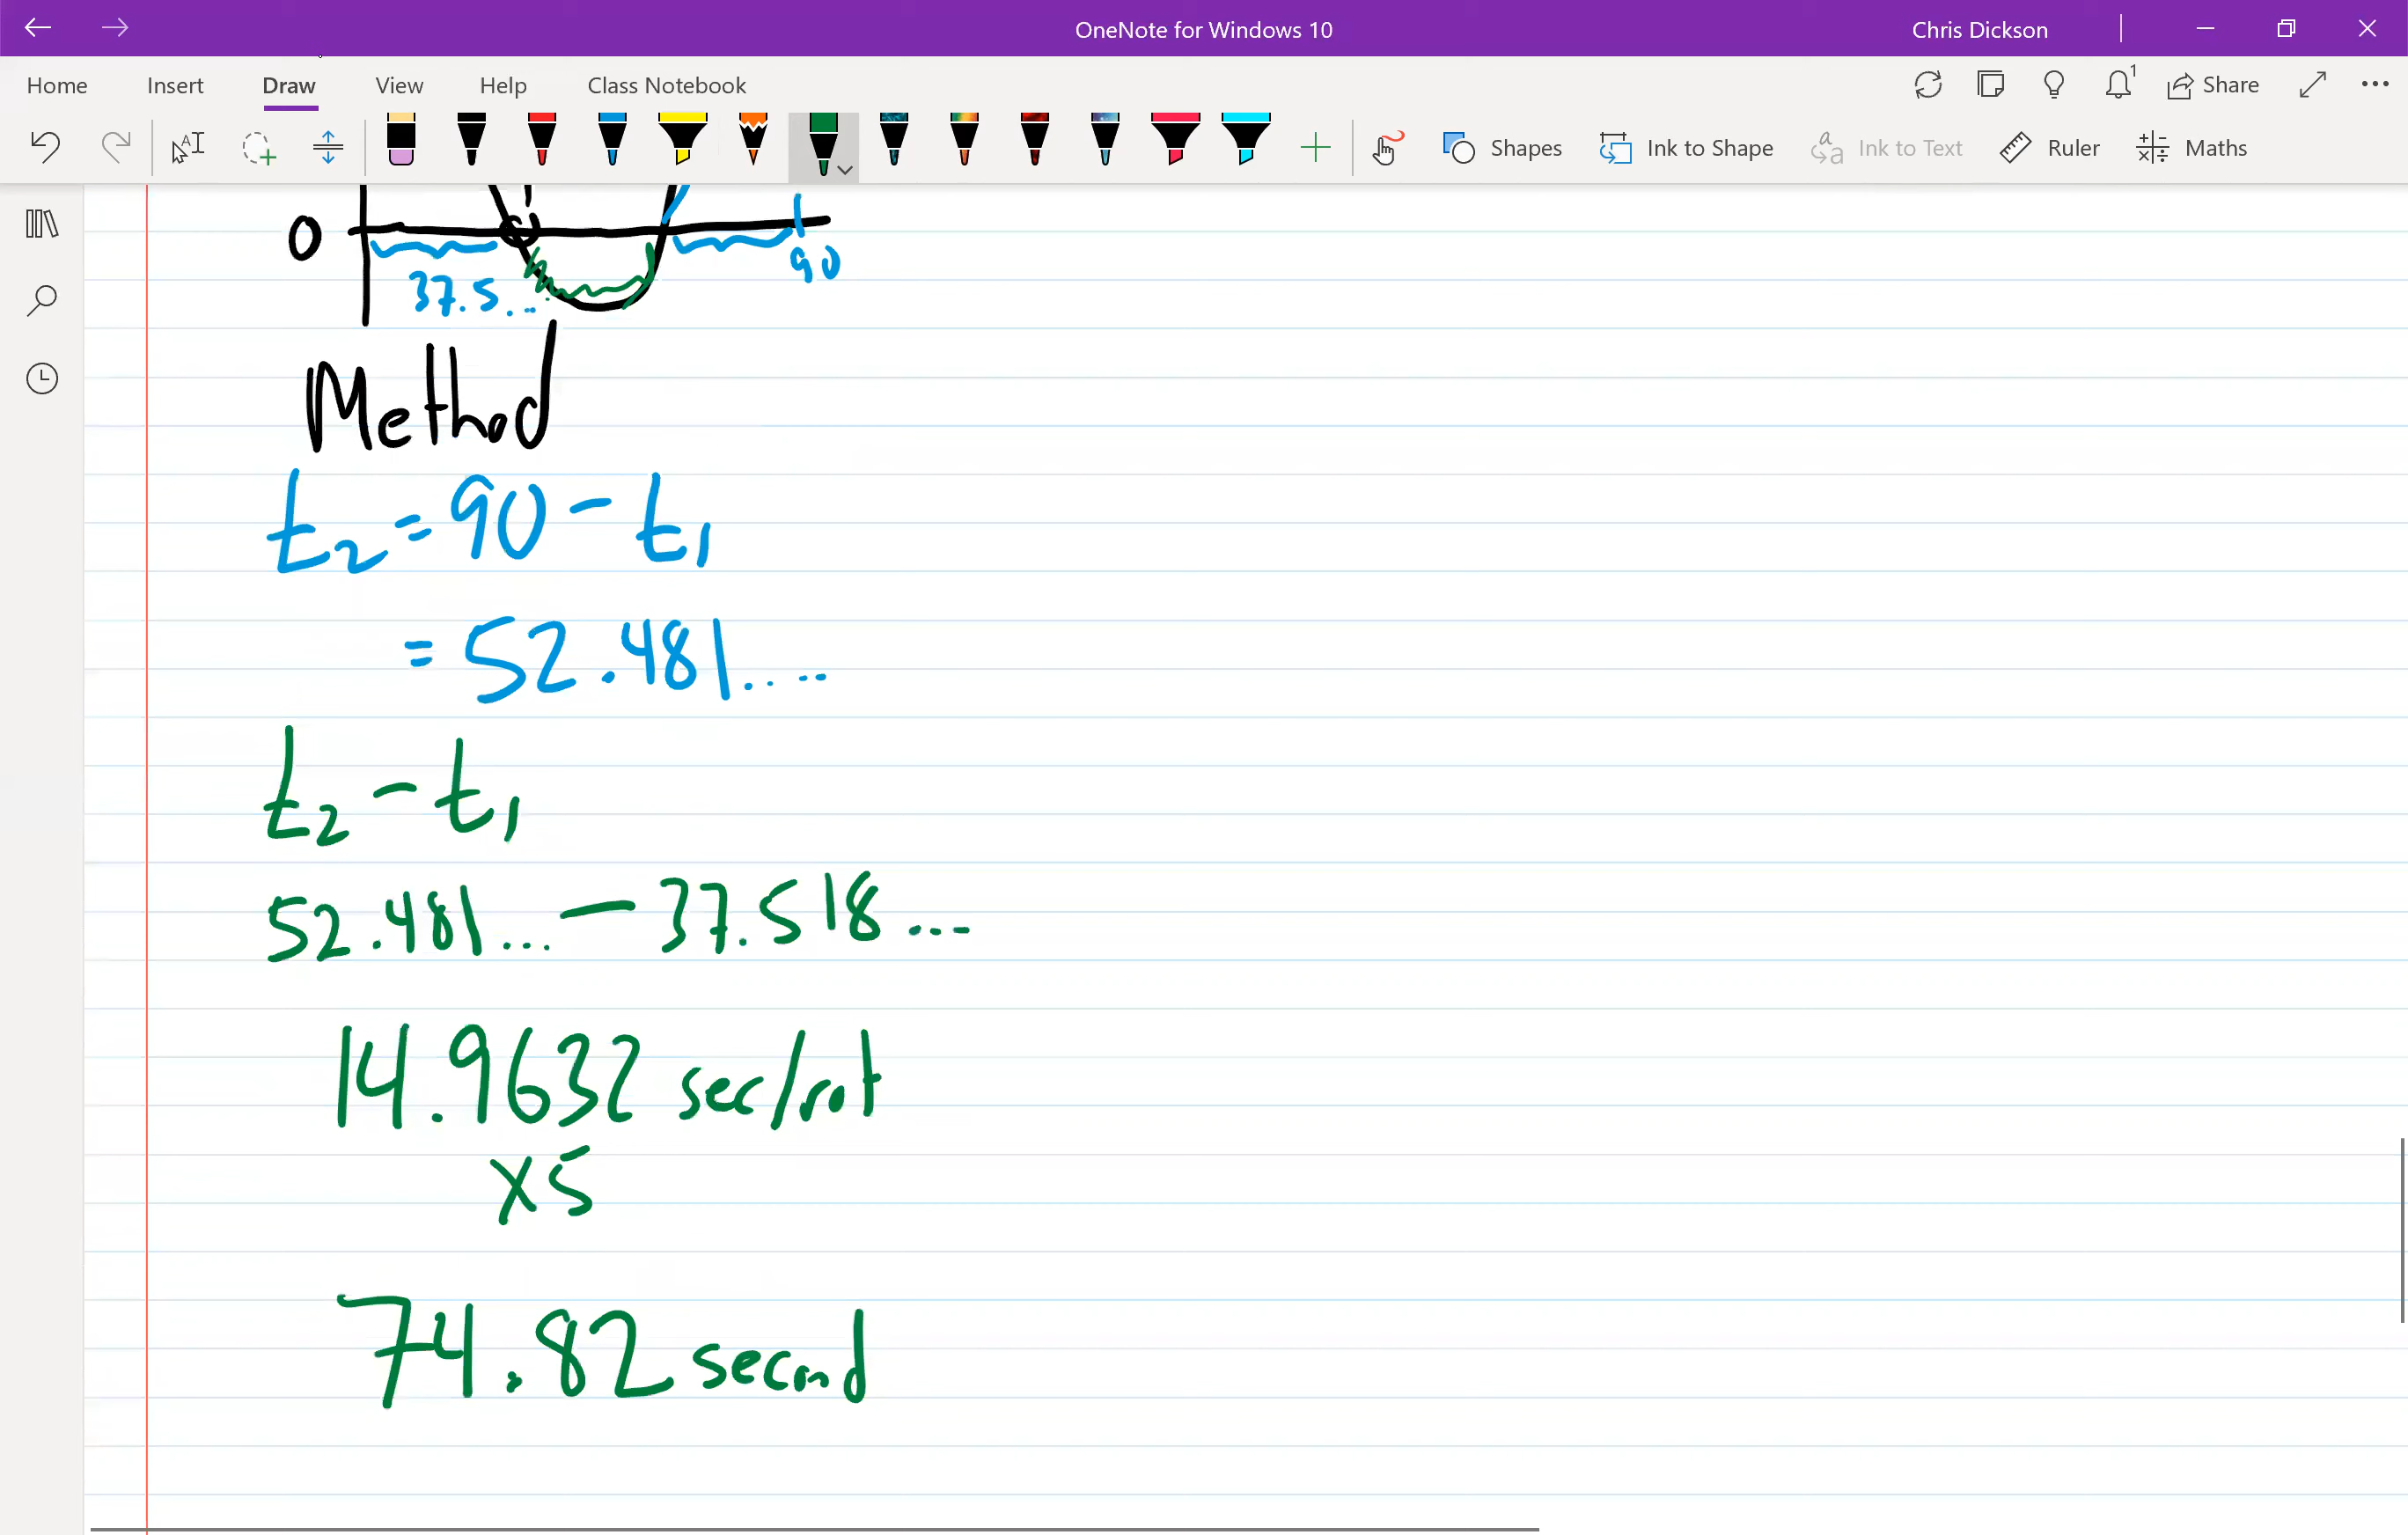 OneNote for Windows 10
Chris Dickson
Home Insert Draw View Help Class Notebook
1
Share
Shapes Ink to Shape Ink to Text Ruler Maths
0
90
37.5...
Method
t₂ = 90 - t₁
= 52.481....
t₂ - t₁
52.481... - 37.518...
14.9632 sec/rot
x5
74.82 second